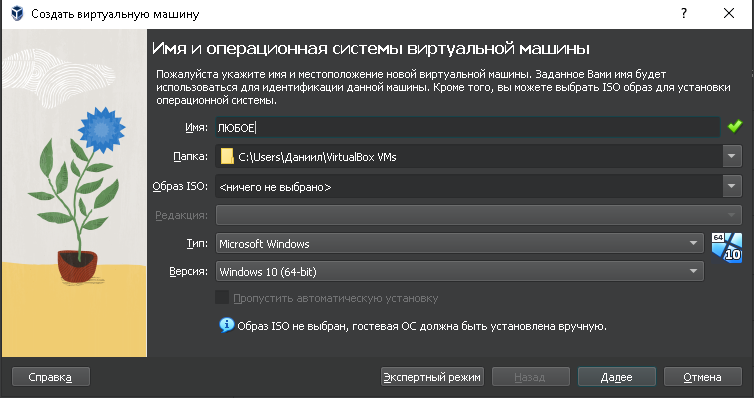 Создать виртуальную машину
?
Имя и операционная системы виртуальной машины
Пожалуйста укажите имя и местоположение новой виртуальной машины. Заданное Вами имя будет
использоваться для идентификации данной машины. Кроме того, вы можете выбрать ISO образ для установки
операционной системы.
Имя: ЛЮБОЕ
Папка: C:\Users\Даниил\VirtualBox VMs
Образ ISO: <ничего не выбрано>
Редакция:
Тип: Microsoft Windows
64
10
Версия: Windows 10 (64-bit)
Пропустить автоматическую установку
Образ ISO не выбран, гостевая ОС должна быть установлена вручную.
Справка Экспертный режим Назад Далее Отмена